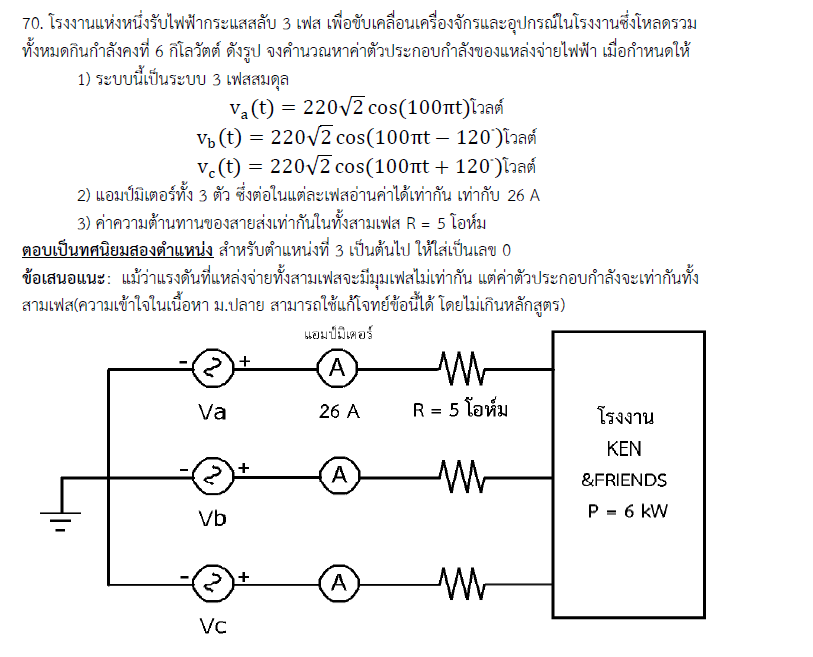 70. โรงงานแห่งหนึ่งรับไฟฟ้ากระแสสลับ 3 เฟส เพื่อขับเคลื่อนเครื่องจักรและอุปกรณ์ในโรงงานซึ่งโหลดรวม
ทั้งหมดกินกำลังคงที่ 6 กิโลวัตต์ ดังรูป จงคำนวณหาค่าตัวประกอบกำลังของแหล่งจ่ายไฟฟ้า เมื่อกำหนดให้
1) ระบบนี้เป็นระบบ 3 เฟสสมดุล
vₐ(t) = 220√2 cos(100πt)โวลต์
v_b(t) = 220√2 cos(100πt − 120°)โวลต์
v_c(t) = 220√2 cos(100πt + 120°)โวลต์
2) แอมป์มิเตอร์ทั้ง 3 ตัว ซึ่งต่อในแต่ละเฟสอ่านค่าได้เท่ากัน เท่ากับ 26 A
3) ค่าความต้านทานของสายส่งเท่ากันในทั้งสามเฟส R = 5 โอห์ม
ตอบเป็นทศนิยมสองตำแหน่ง สำหรับตำแหน่งที่ 3 เป็นต้นไป ให้ใส่เป็นเลข 0
ข้อเสนอแนะ: แม้ว่าแรงดันที่แหล่งจ่ายทั้งสามเฟสจะมีมุมเฟสไม่เท่ากัน แต่ค่าตัวประกอบกำลังจะเท่ากันทั้ง
สามเฟส(ความเข้าใจในเนื้อหา ม.ปลาย สามารถใช้แก้โจทย์ข้อนี้ได้ โดยไม่เกินหลักสูตร)
แอมป์มิเตอร์
- + A
Va 26 A R = 5 โอห์ม
- + A
Vb
- + A
Vc
โรงงาน
KEN
&FRIENDS
P = 6 kW